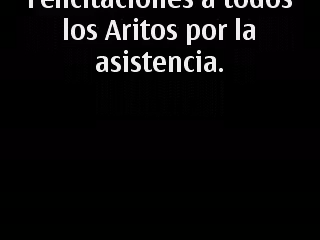 Felicitaciones a todos
los Aritos por la
asistencia.